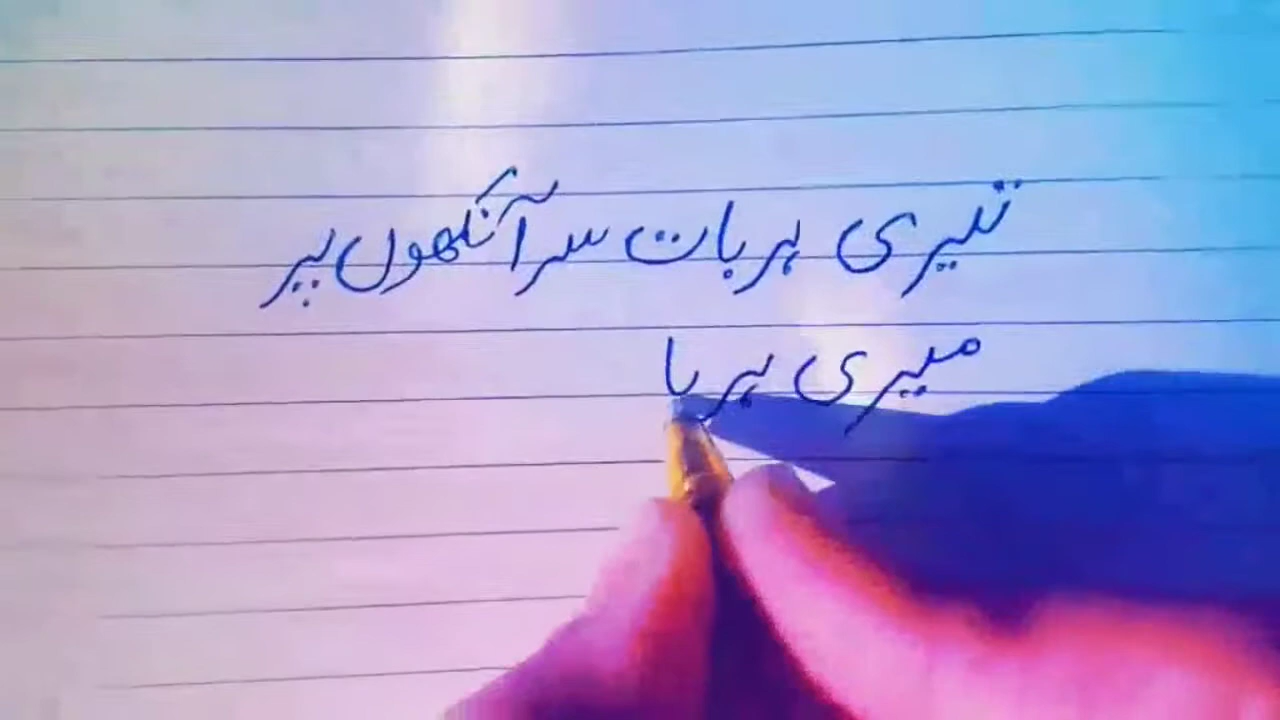 تیری ہر بات سر آنکھوں پر
میری ہر با